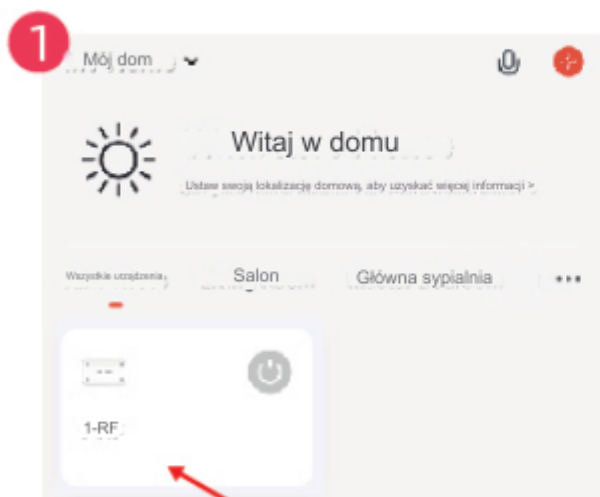 1
Mój dom
Witaj w domu
Ustaw swoją lokalizację domową, aby uzyskać więcej informacji >
Wszystkie urządzenia Salon Główna sypialnia
1-RF